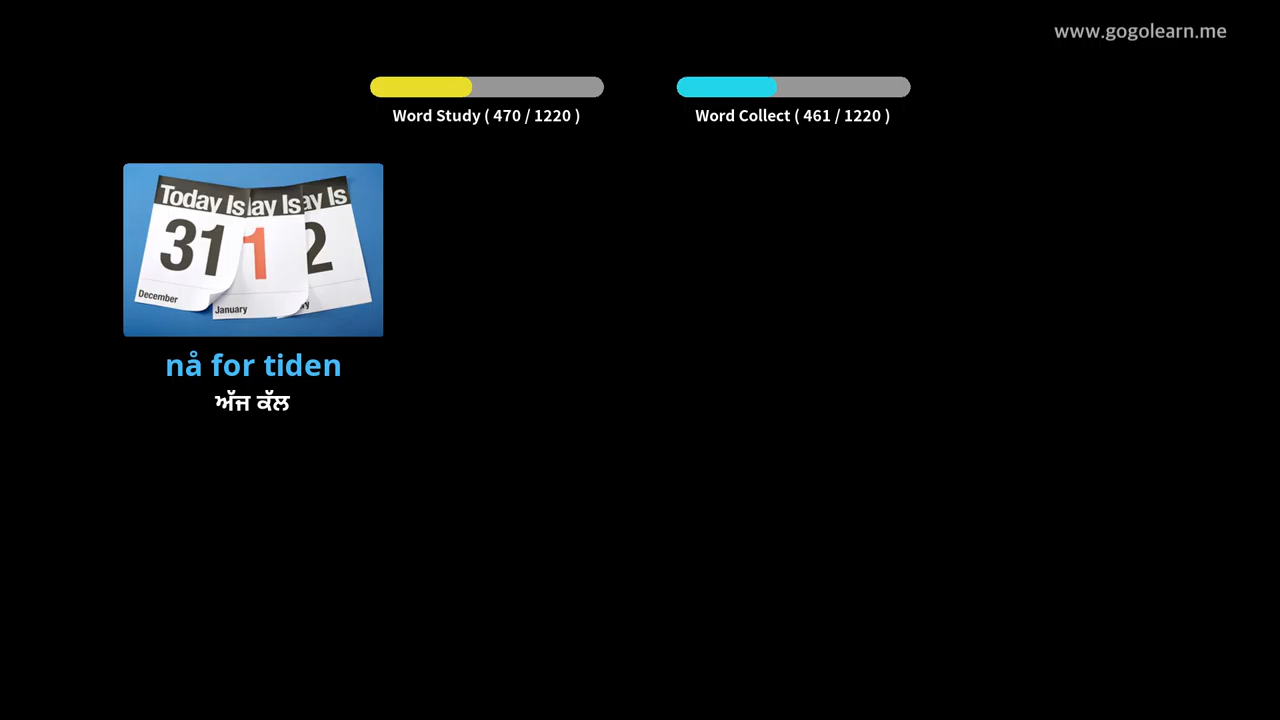 www.gogolearn.me
Word Study ( 470 / 1220 )
Word Collect ( 461 / 1220 )
Today Is
ay Is
ay Is
31
1
2
December
January
ry
nå for tiden
ਅੱਜ ਕੱਲ